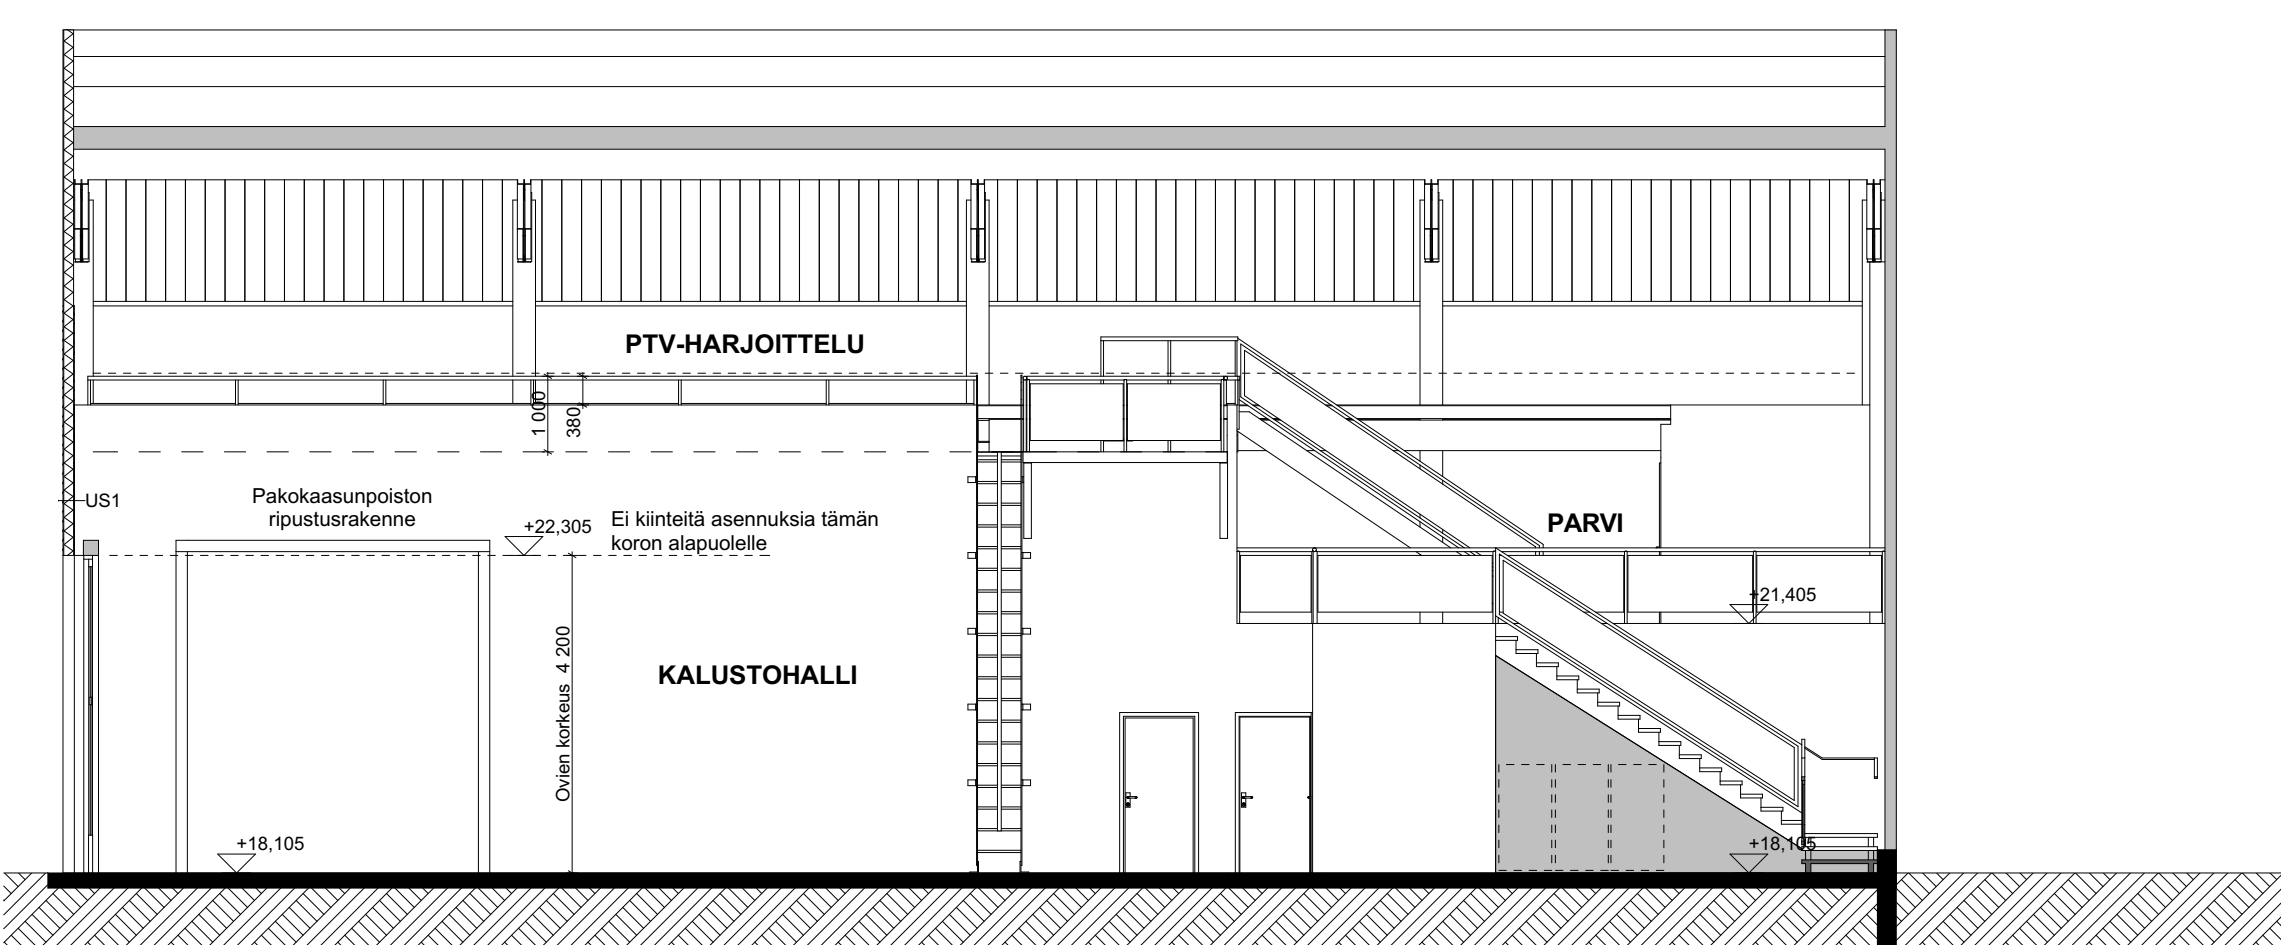 PTV-HARJOITTELU
1 000
380
US1
Pakokaasunpoiston
ripustusrakenne
+22,305
Ei kiinteitä asennuksia tämän
koron alapuolelle
PARVI
+21,405
Ovien korkeus 4 200
KALUSTOHALLI
+18,105
+18,105